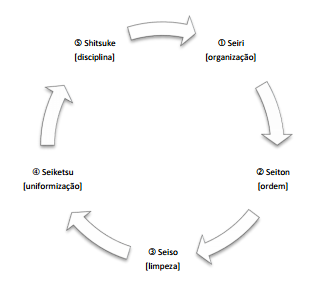 ① Seiri
[organização]
② Seiton
[ordem]
③ Seiso
[limpeza]
④ Seiketsu
[uniformização]
⑤ Shitsuke
[disciplina]